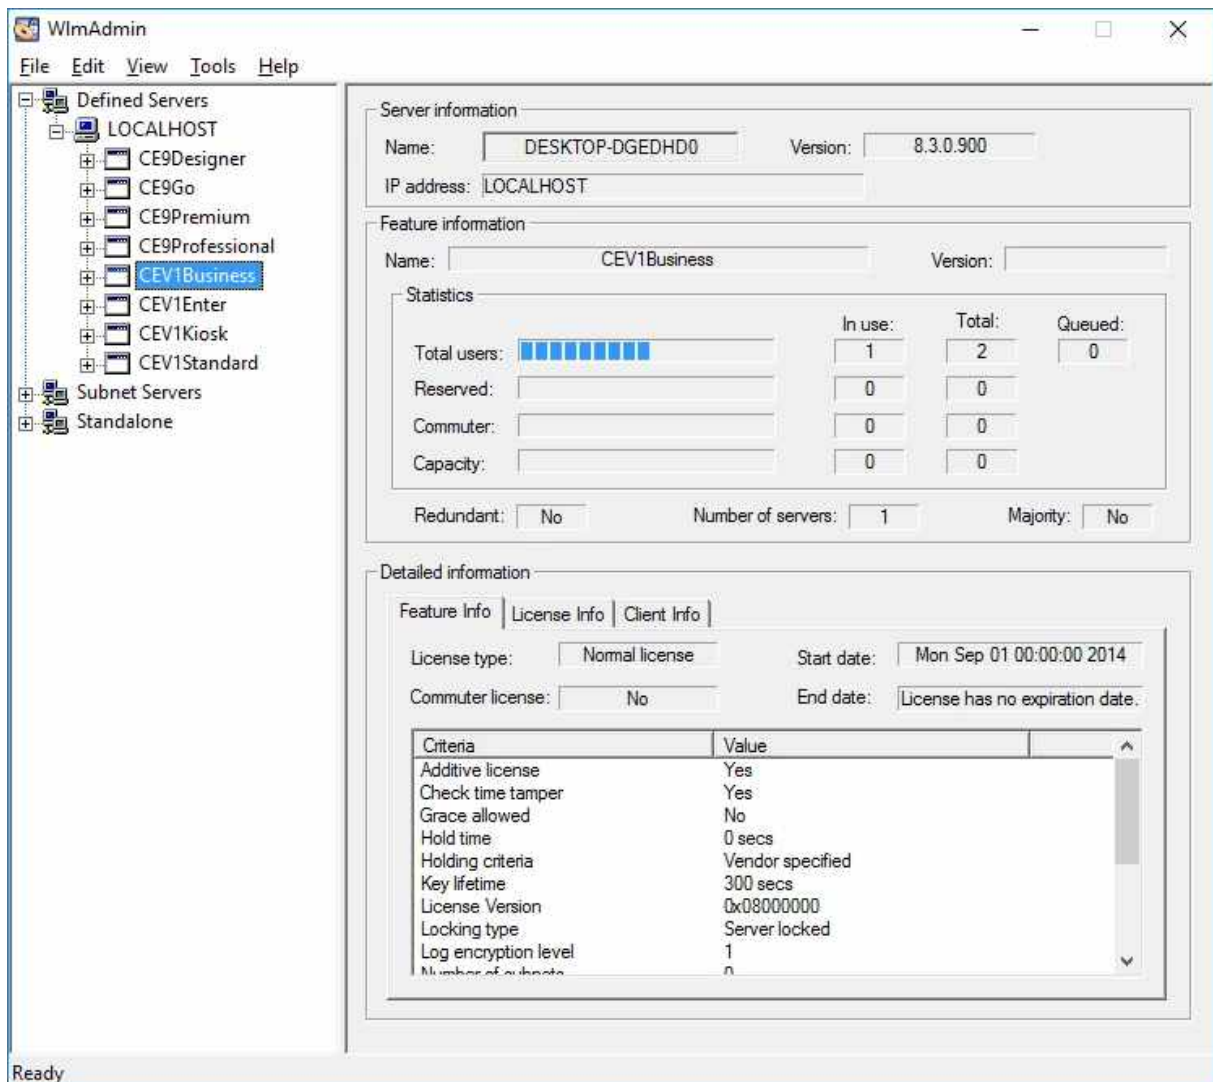 WlmAdmin
File Edit View Tools Help
Defined Servers
LOCALHOST
CE9Designer
CE9Go
CE9Premium
CE9Professional
CEV1Business
CEV1Enter
CEV1Kiosk
CEV1Standard
Subnet Servers
Standalone
Server information
Name: DESKTOP-DGEDHD0 Version: 8.3.0.900
IP address: LOCALHOST
Feature information
Name: CEV1Business Version:
Statistics
In use: Total: Queued:
Total users: 1 2 0
Reserved: 0 0
Commuter: 0 0
Capacity: 0 0
Redundant: No Number of servers: 1 Majority: No
Detailed information
Feature Info License Info Client Info
License type: Normal license Start date: Mon Sep 01 00:00:00 2014
Commuter license: No End date: License has no expiration date.
Criteria Value
Additive license Yes
Check time tamper Yes
Grace allowed No
Hold time 0 secs
Holding criteria Vendor specified
Key lifetime 300 secs
License Version 0x08000000
Locking type Server locked
Log encryption level 1
Number of subnets 0
Ready